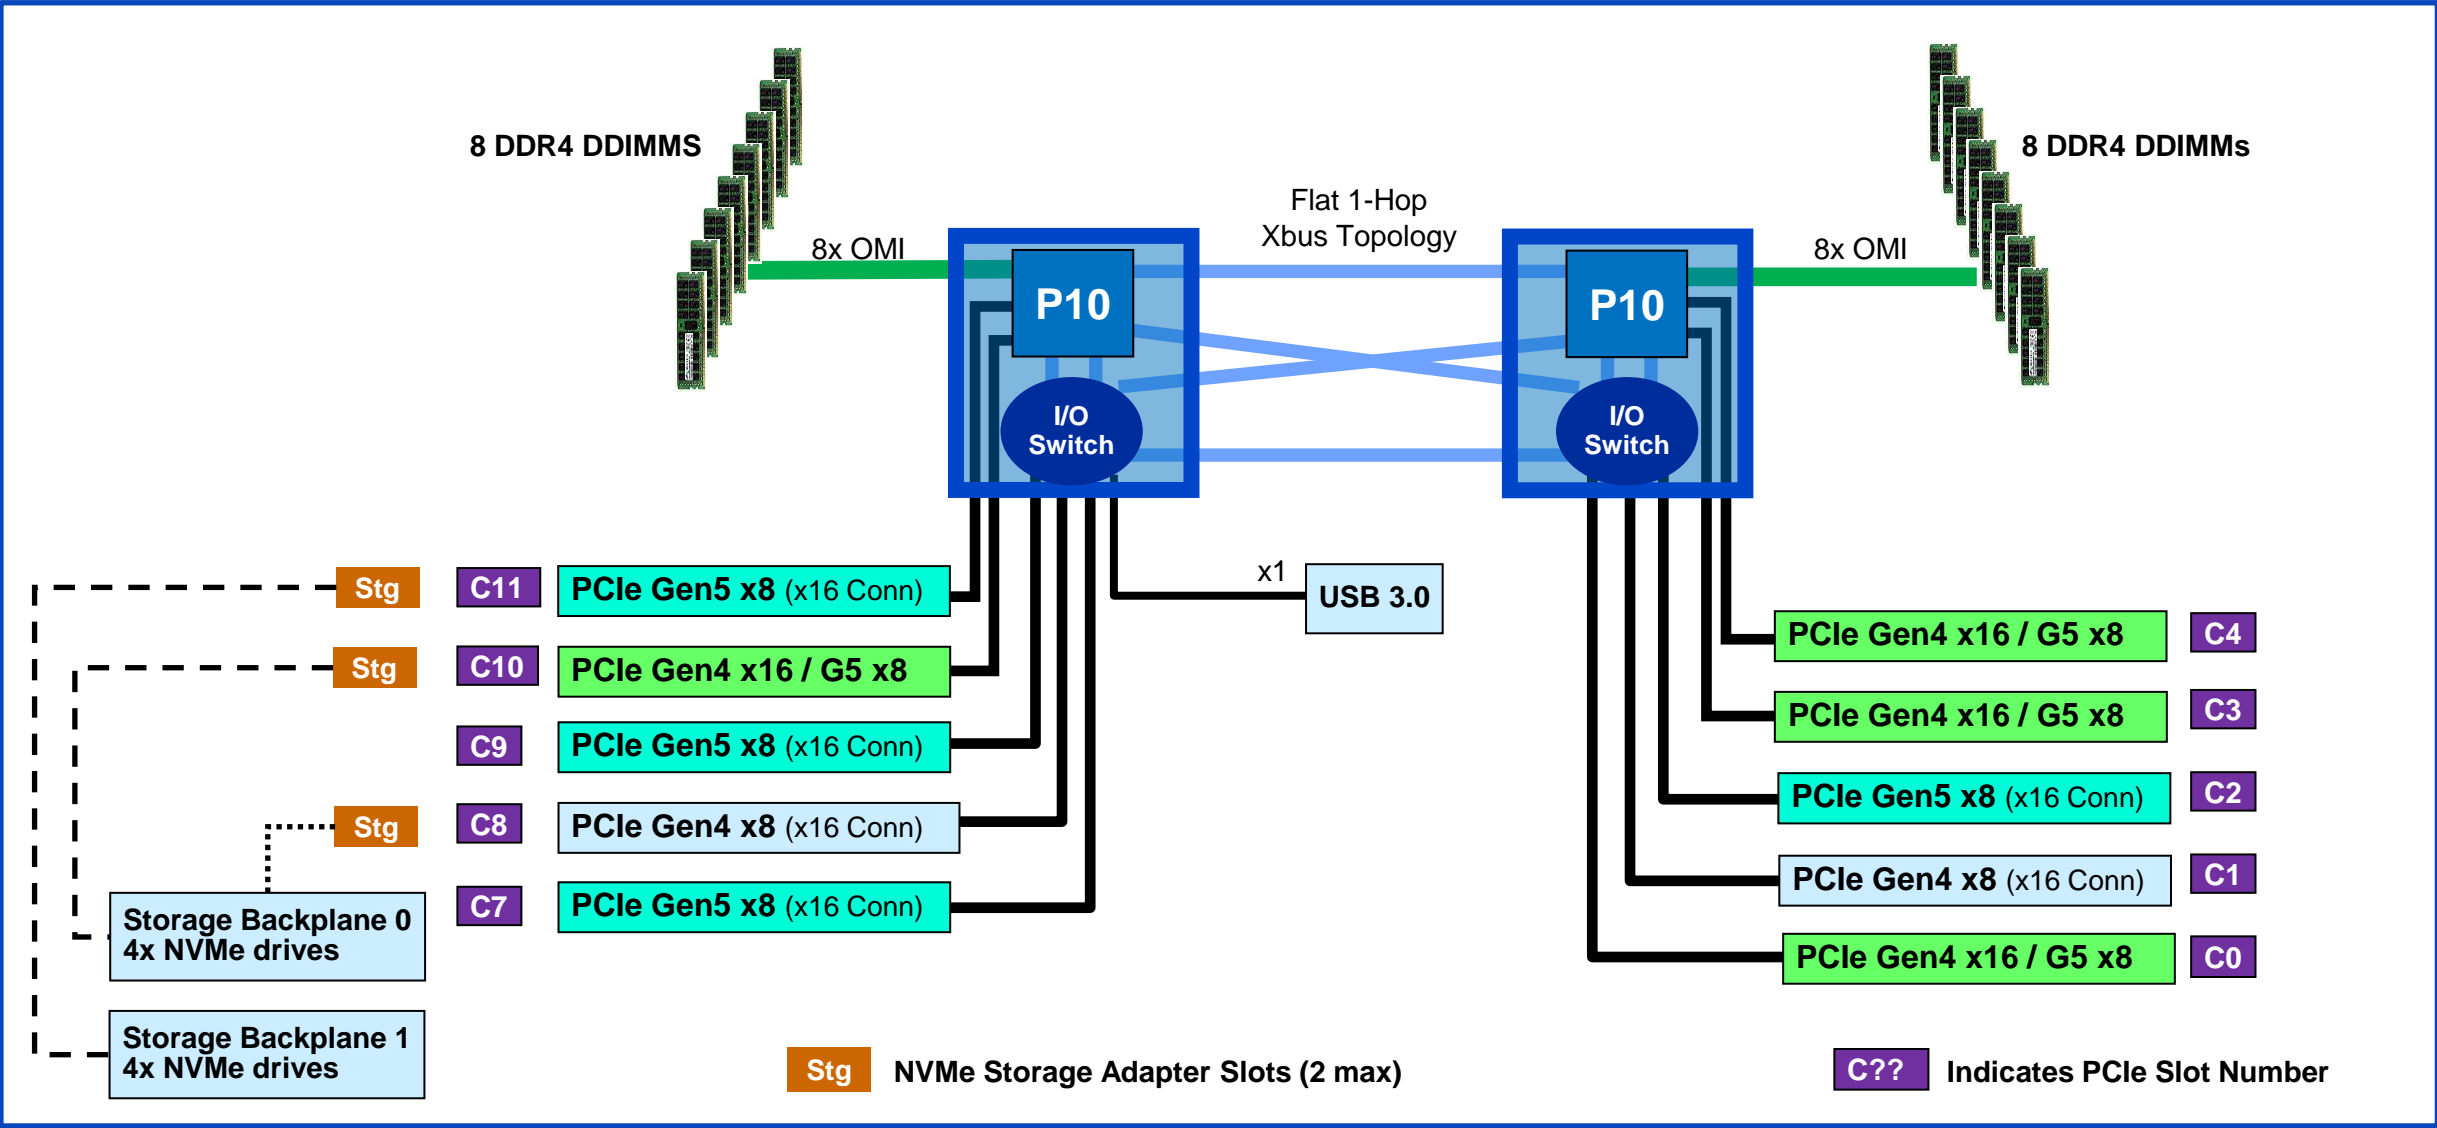 8 DDR4 DDIMMS
8 DDR4 DDIMMs
Flat 1-Hop
Xbus Topology
8x OMI
8x OMI
P10
P10
I/O
Switch
I/O
Switch
x1
USB 3.0
Stg
C11
PCIe Gen5 x8 (x16 Conn)
Stg
C10
PCIe Gen4 x16 / G5 x8
C9
PCIe Gen5 x8 (x16 Conn)
Stg
C8
PCIe Gen4 x8 (x16 Conn)
C7
PCIe Gen5 x8 (x16 Conn)
Storage Backplane 0
4x NVMe drives
Storage Backplane 1
4x NVMe drives
PCIe Gen4 x16 / G5 x8
C4
PCIe Gen4 x16 / G5 x8
C3
PCIe Gen5 x8 (x16 Conn)
C2
PCIe Gen4 x8 (x16 Conn)
C1
PCIe Gen4 x16 / G5 x8
C0
Stg
NVMe Storage Adapter Slots (2 max)
C??
Indicates PCIe Slot Number